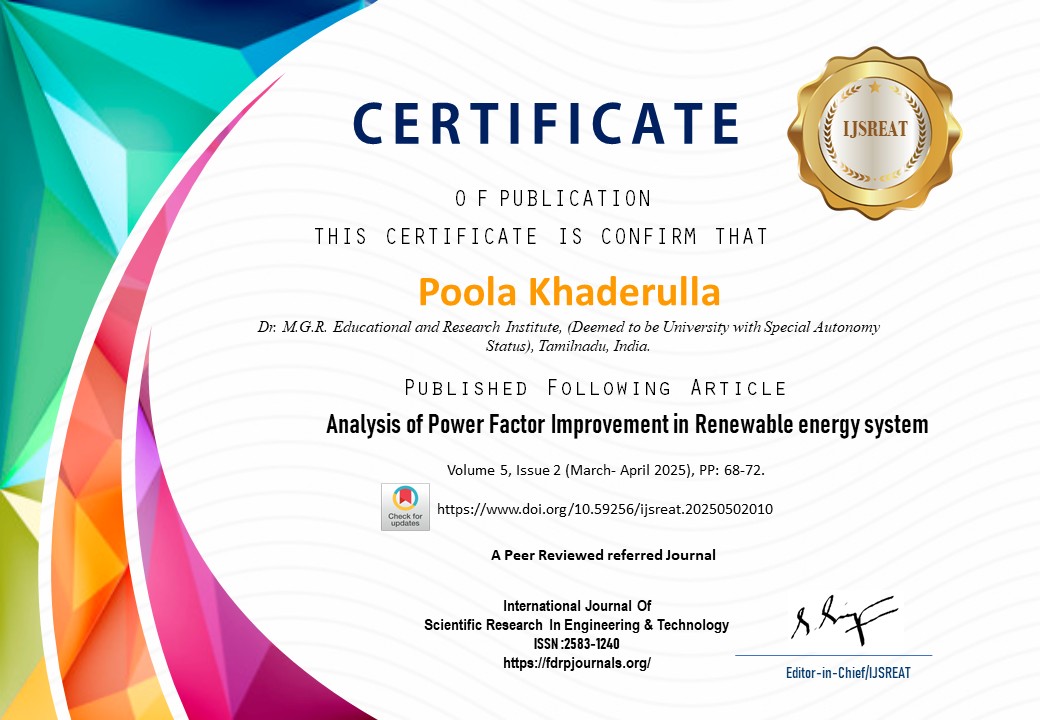 CERTIFICATE
IJSREAT
O F PUBLICATION
THIS CERTIFICATE IS CONFIRM THAT
Poola Khaderulla
Dr. M.G.R. Educational and Research Institute, (Deemed to be University with Special Autonomy
Status), Tamilnadu, India.
Published Following Article
Analysis of Power Factor Improvement in Renewable energy system
Volume 5, Issue 2 (March- April 2025), PP: 68-72.
Check for
updates
https://www.doi.org/10.59256/ijsreat.20250502010
A Peer Reviewed referred Journal
International Journal Of
Scientific Research In Engineering & Technology
ISSN :2583-1240
https://fdrpjournals.org/
Editor-in-Chief/IJSREAT